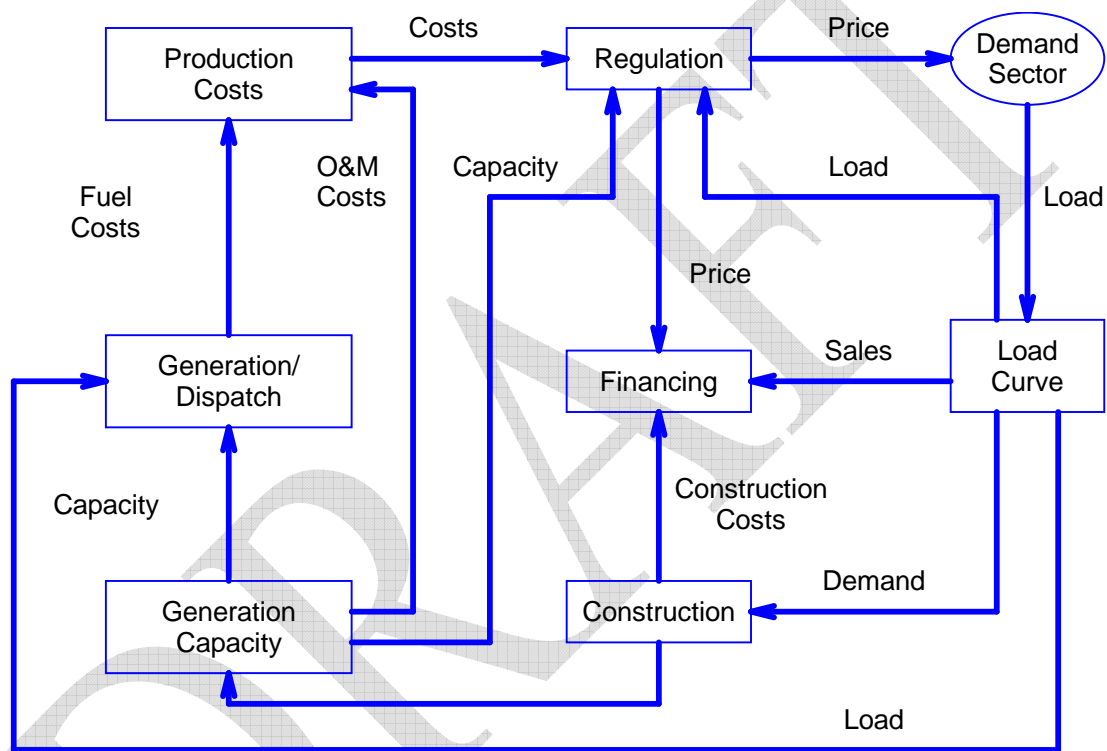 Costs
Price
Production
Costs
Regulation
Demand
Sector
O&M
Costs
Capacity
Load
Fuel
Costs
Load
Price
Generation/
Dispatch
Financing
Sales
Load
Curve
Capacity
Construction
Costs
Generation
Capacity
Construction
Demand
Load
DRAFT